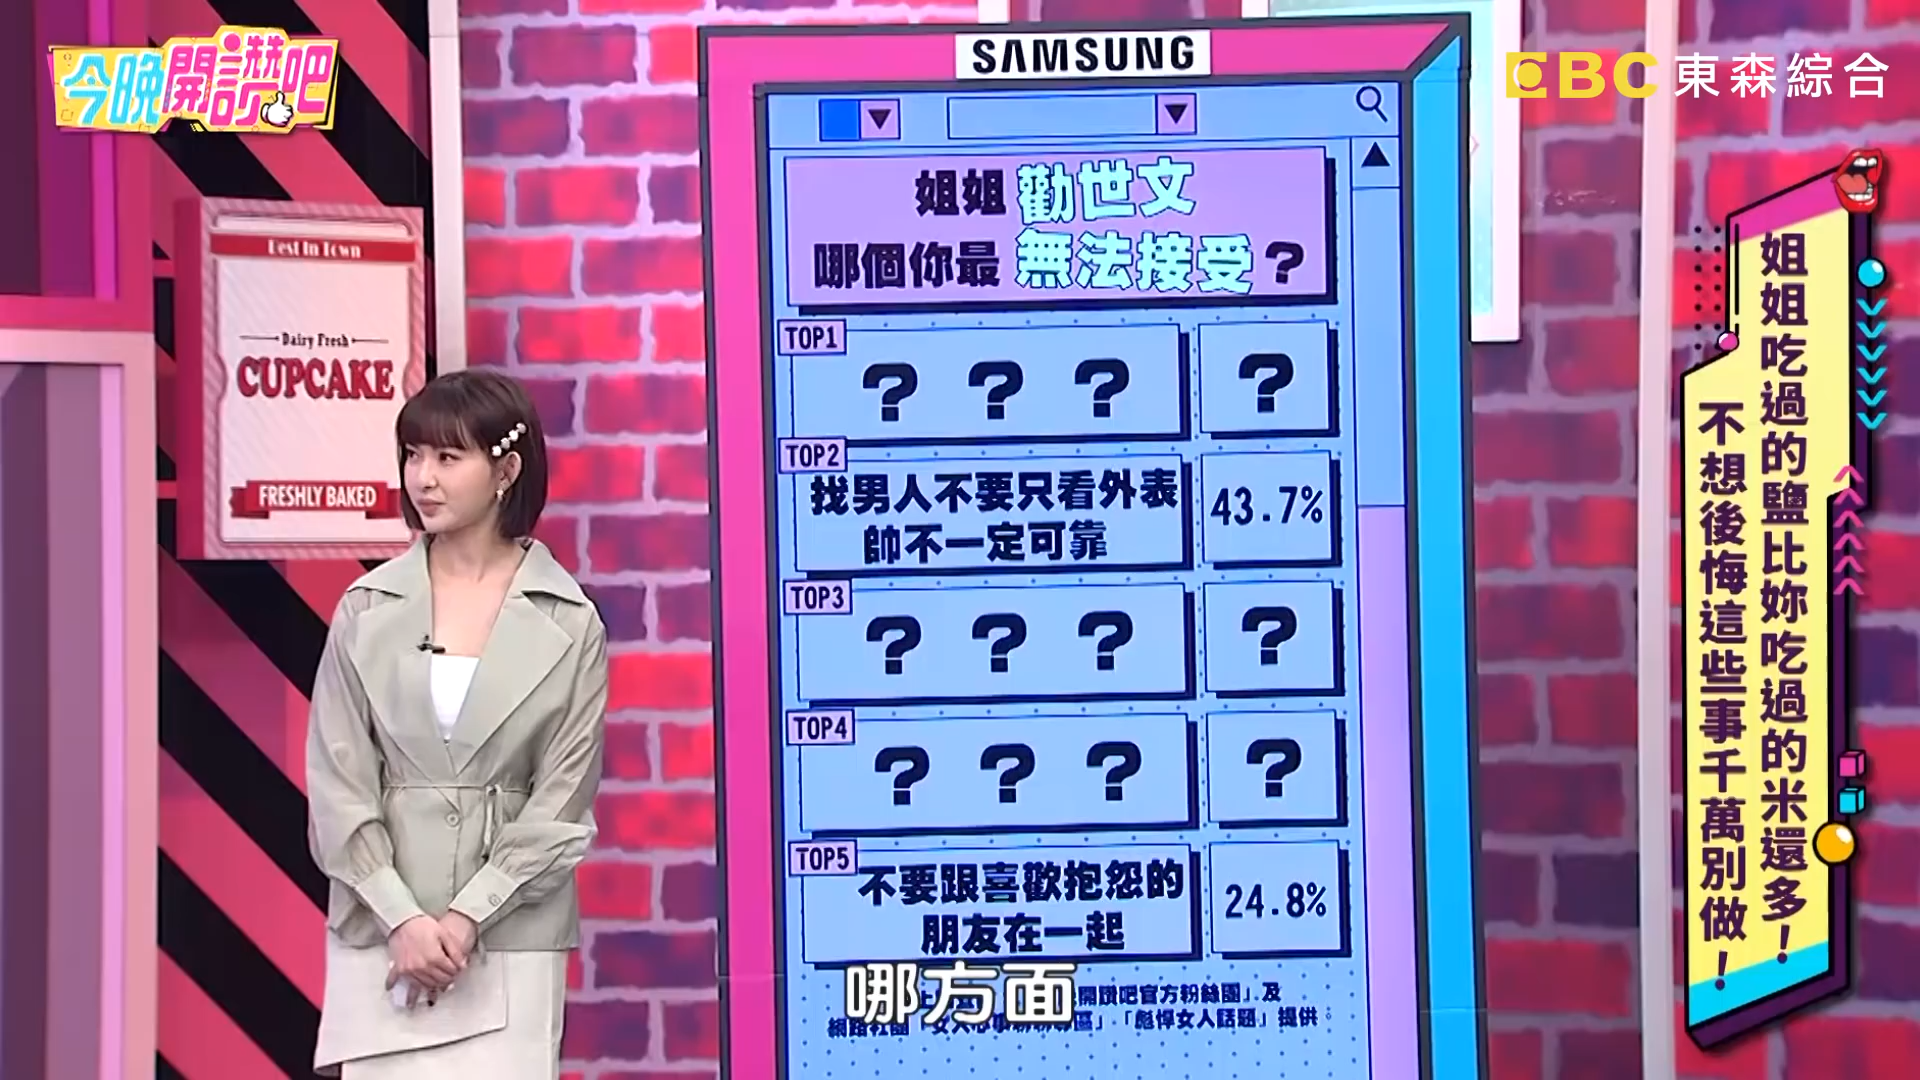 今晚開讚吧
EBC 東森綜合
SAMSUNG
姐姐勸世文
哪個你最無法接受?
TOP1
? ? ? ?
TOP2
找男人不要只看外表
帥不一定可靠
43.7%
TOP3
? ? ? ?
TOP4
? ? ? ?
TOP5
不要跟喜歡抱怨的
朋友在一起
24.8%
開讚吧官方粉絲團」及
「彪悍女人話題」提供。
哪方面
Best In Town
Dairy Fresh
CUPCAKE
FRESHLY BAKED
姐姐吃過的鹽比妳吃過的米還多!
不想後悔這些事千萬別做!